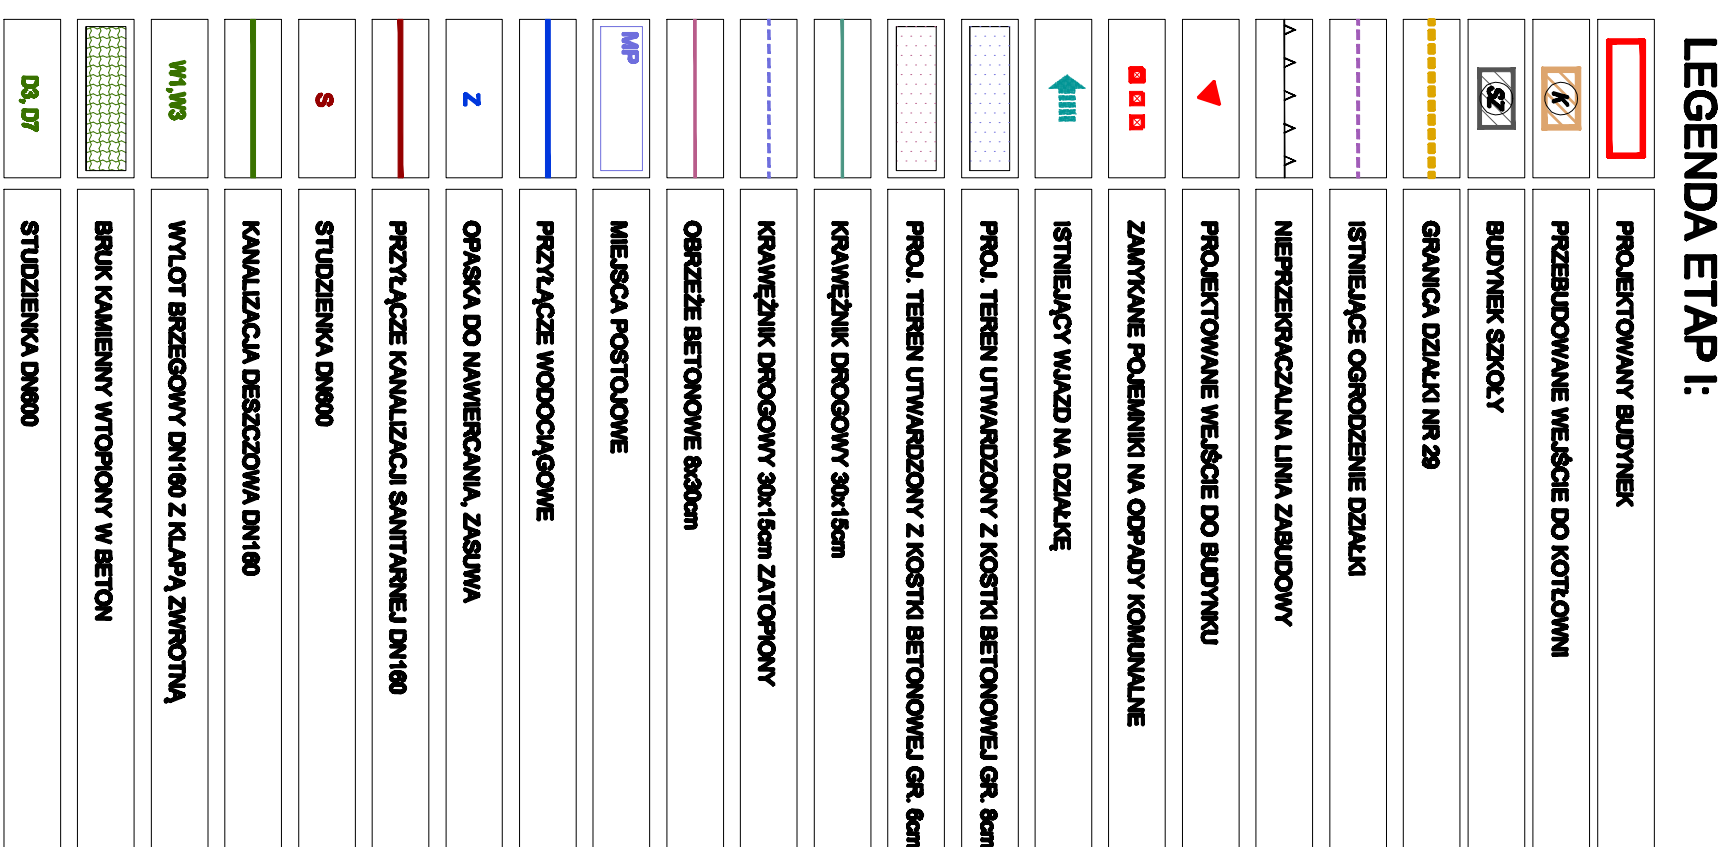 LEGENDA ETAP I:
PROJEKTOWANY BUDYNEK
K PRZEBUDOWANE WEJŚCIE DO KOTŁOWNI
SZ BUDYNEK SZKOŁY
GRANICA DZIAŁKI NR 29
ISTNIEJĄCE OGRODZENIE DZIAŁKI
NIEPRZEKRACZALNA LINIA ZABUDOWY
PROJEKTOWANE WEJŚCIE DO BUDYNKU
ZAMYKANE POJEMNIKI NA ODPADY KOMUNALNE
ISTNIEJĄCY WJAZD NA DZIAŁKĘ
PROJ. TEREN UTWARDZONY Z KOSTKI BETONOWEJ GR. 8cm
PROJ. TEREN UTWARDZONY Z KOSTKI BETONOWEJ GR. 6cm
KRAWĘŻNIK DROGOWY 30x15cm
KRAWĘŻNIK DROGOWY 30x15cm ZATOPIONY
OBRZEŻE BETONOWE 8x30cm
MP MIEJSCA POSTOJOWE
PRZYŁĄCZE WODOCIĄGOWE
Z OPASKA DO NAWIERCANIA, ZASUWA
PRZYŁĄCZE KANALIZACJI SANITARNEJ DN160
S STUDZIENKA DN600
KANALIZACJA DESZCZOWA DN160
W1,W3 WYLOT BRZEGOWY DN160 Z KLAPĄ ZWROTNĄ
BRUK KAMIENNY WTOPIONY W BETON
D3, D7 STUDZIENKA DN600